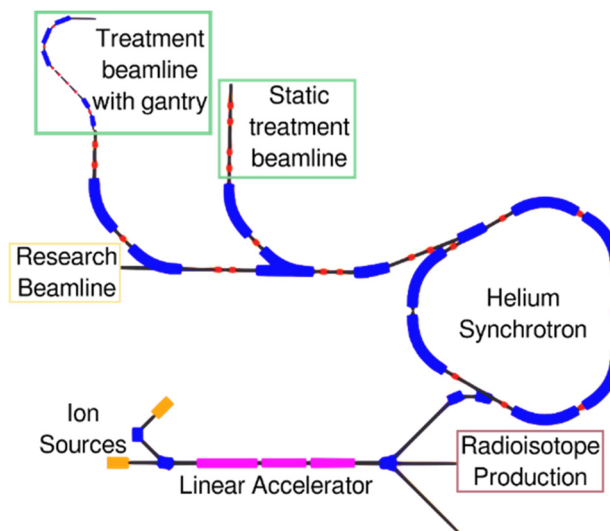 Treatment
beamline
with gantry
Static
treatment
beamline
Research
Beamline
Helium
Synchrotron
Ion
Sources
Linear Accelerator
Radioisotope
Production